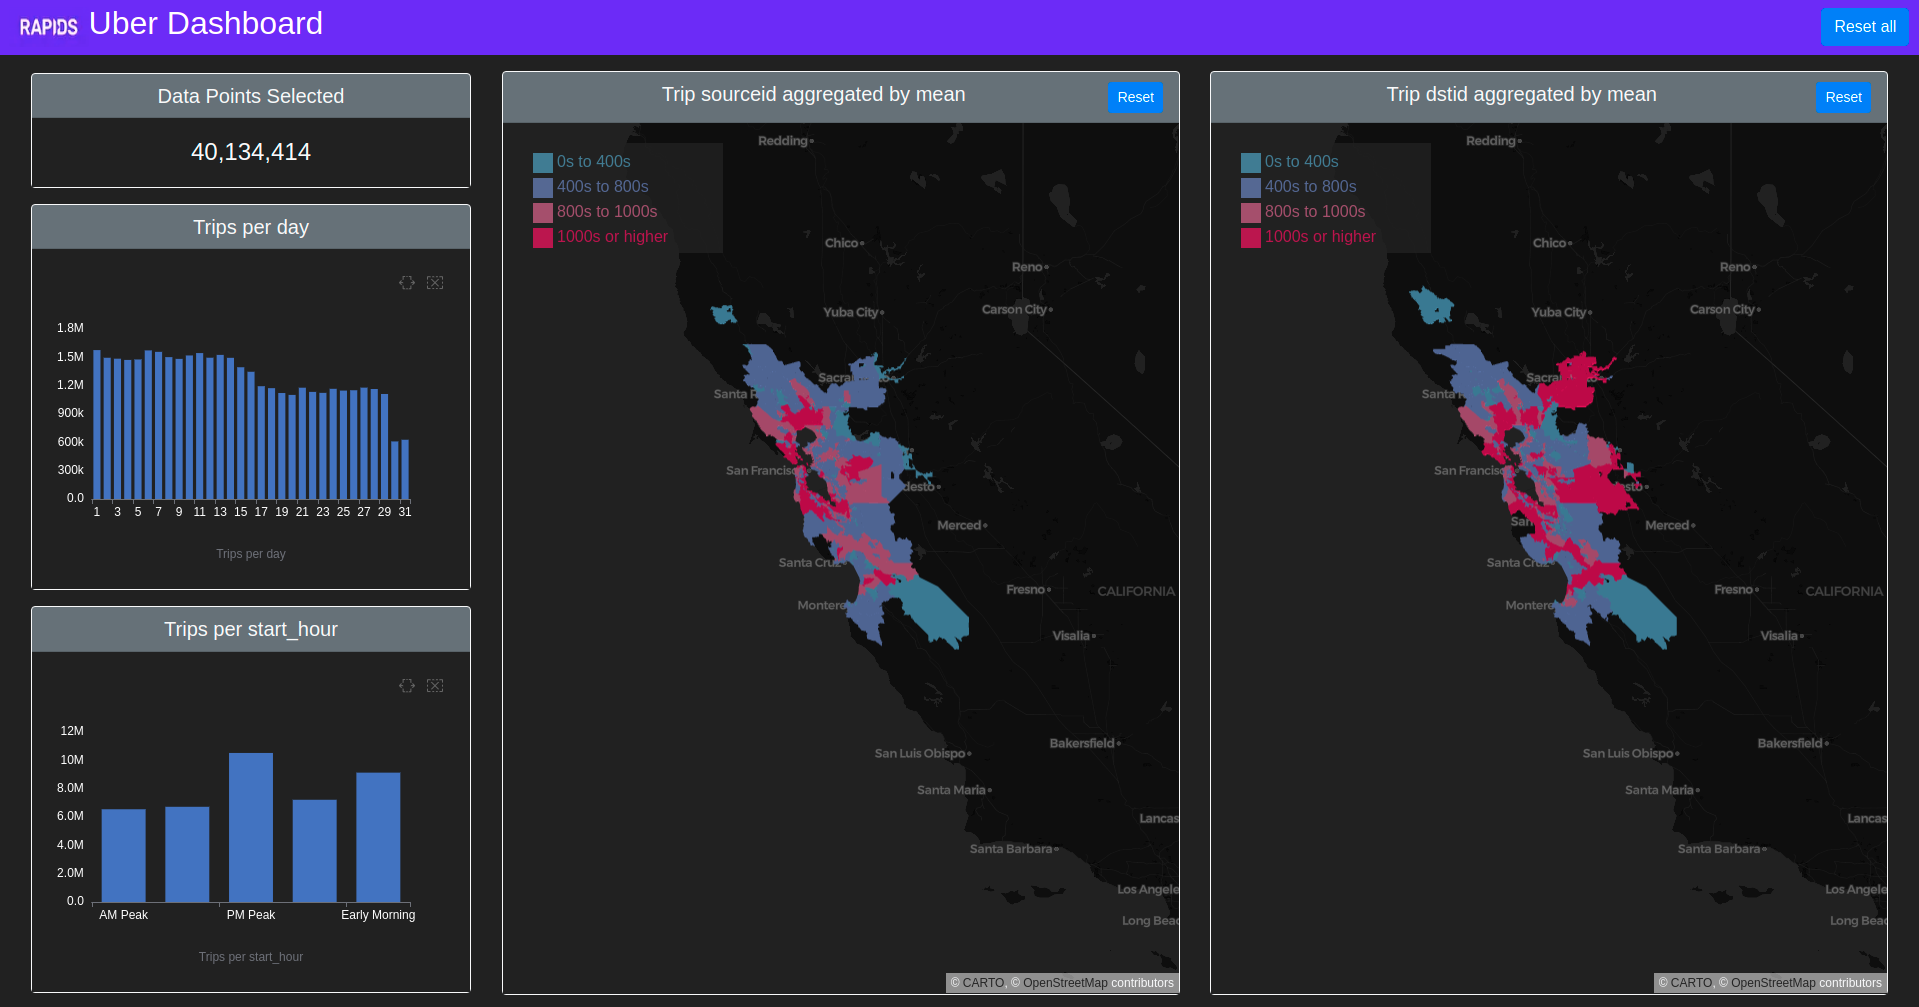 RAPIDS Uber Dashboard
Reset all
Data Points Selected
40,134,414
Trips per day
1.8M
1.5M
1.2M
900k
600k
300k
0.0
1 3 5 7 9 11 13 15 17 19 21 23 25 27 29 31
Trips per day
Trips per start_hour
12M
10M
8.0M
6.0M
4.0M
2.0M
0.0
AM Peak PM Peak Early Morning
Trips per start_hour
Trip sourceid aggregated by mean
Reset
0s to 400s
400s to 800s
800s to 1000s
1000s or higher
Redding
Chico
Reno
Yuba City
Carson City
Sacra
Santa R
San Francisc
desto
Merced
Santa Cruz
Fresno
CALIFORNIA
Montere
Visalia
San Luis Obispo
Bakersfield
Santa Maria
Lancas
Santa Barbara
Los Angele
Long Beac
© CARTO, © OpenStreetMap contributors
Trip dstid aggregated by mean
Reset
0s to 400s
400s to 800s
800s to 1000s
1000s or higher
Redding
Chico
Reno
Yuba City
Carson City
Sacra
Santa R
San Francisc
sto
Merced
San
Santa Cruz
Fresno
CALIFORNIA
Montere
Visalia
San Luis Obispo
Bakersfield
Santa Maria
Lancas
Santa Barbara
Los Angele
Long Beac
© CARTO, © OpenStreetMap contributors